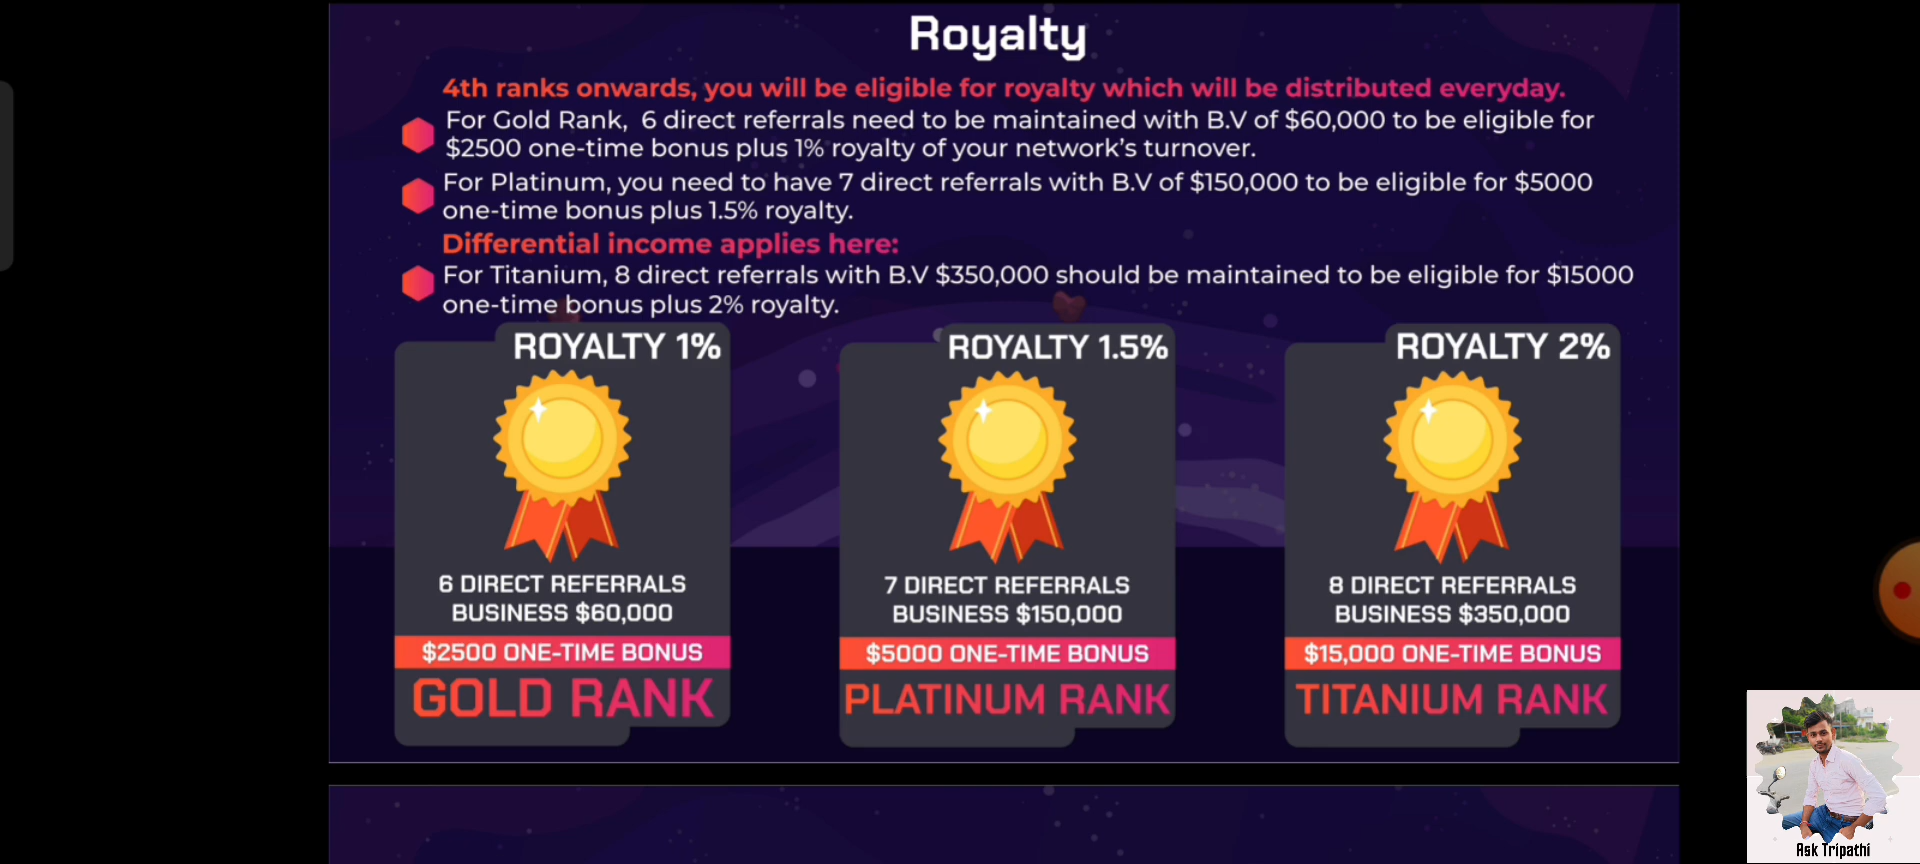 Royalty
4th ranks onwards, you will be eligible for royalty which will be distributed everyday.
For Gold Rank, 6 direct referrals need to be maintained with B.V of $60,000 to be eligible for
$2500 one-time bonus plus 1% royalty of your network's turnover.
For Platinum, you need to have 7 direct referrals with B.V of $150,000 to be eligible for $5000
one-time bonus plus 1.5% royalty.
Differential income applies here:
For Titanium, 8 direct referrals with B.V $350,000 should be maintained to be eligible for $15000
one-time bonus plus 2% royalty.
ROYALTY 1%
6 DIRECT REFERRALS
BUSINESS $60,000
$2500 ONE-TIME BONUS
GOLD RANK
ROYALTY 1.5%
7 DIRECT REFERRALS
BUSINESS $150,000
$5000 ONE-TIME BONUS
PLATINUM RANK
ROYALTY 2%
8 DIRECT REFERRALS
BUSINESS $350,000
$15,000 ONE-TIME BONUS
TITANIUM RANK
Ask Tripathi